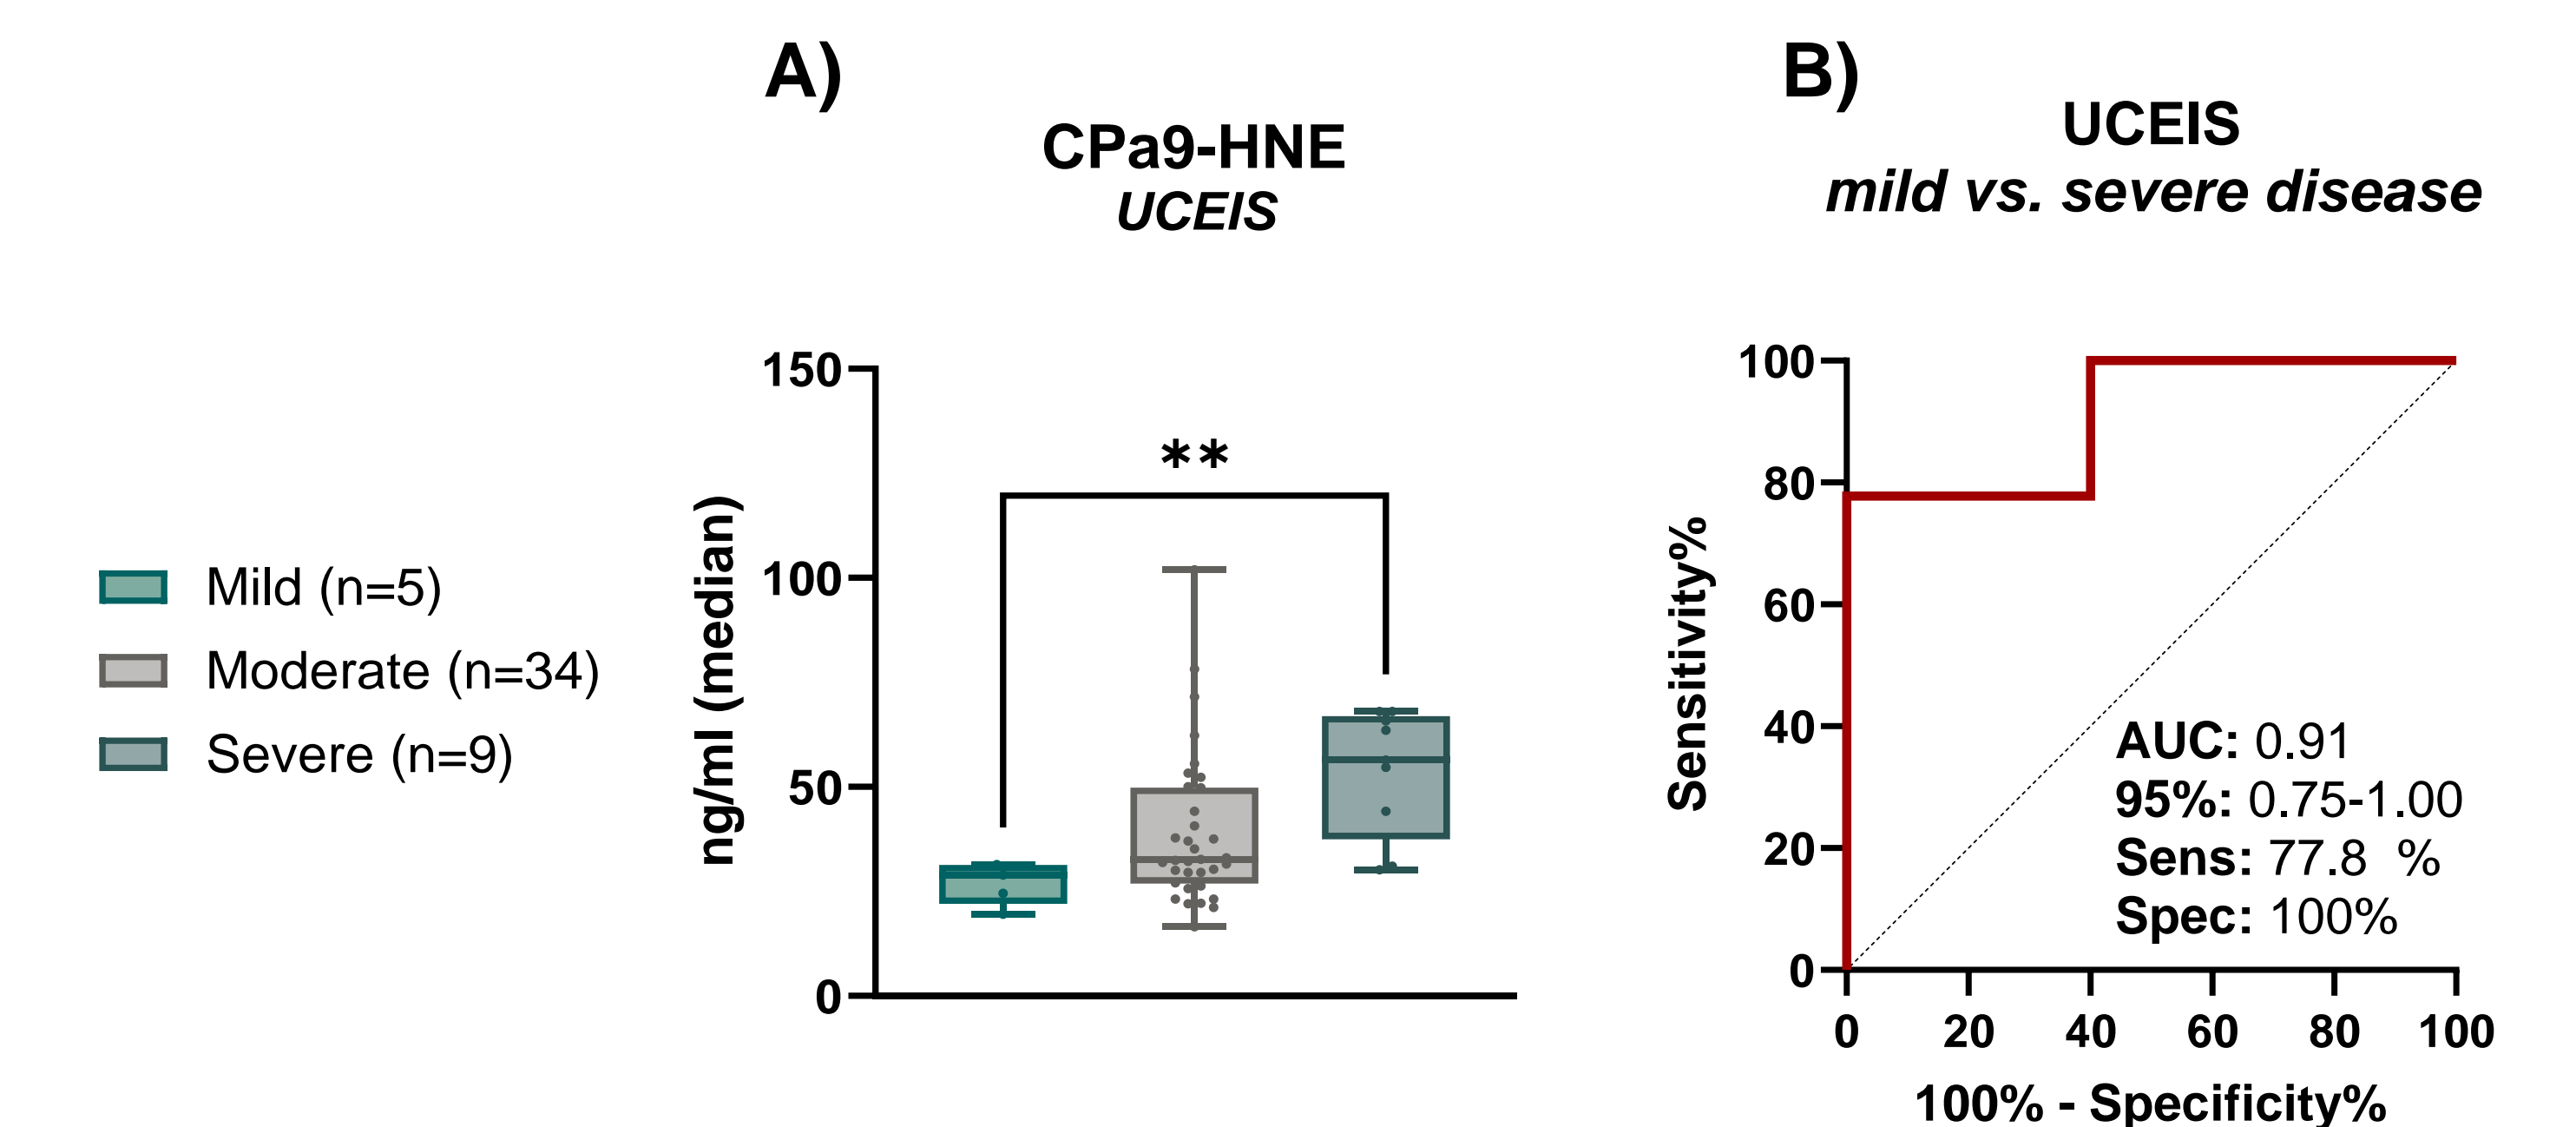 A)
CPa9-HNE
UCEIS
Mild (n=5)
Moderate (n=34)
Severe (n=9)
ng/ml (median)
150
100
50
0
**
B)
UCEIS
mild vs. severe disease
Sensitivity%
100
80
60
40
20
0
AUC: 0.91
95%: 0.75-1.00
Sens: 77.8 %
Spec: 100%
0 20 40 60 80 100
100% - Specificity%